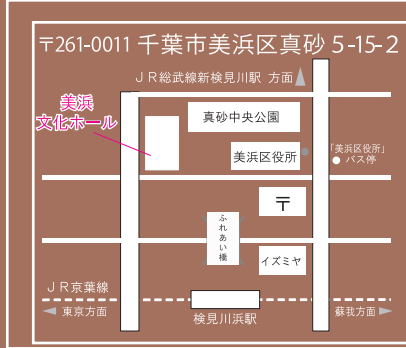 〒261-0011 千葉市美浜区真砂 5-15-2
JR総武線新検見川駅 方面
美浜
文化ホール
真砂中央公園
美浜区役所
「美浜区役所」
バス停
〒
ふれあい橋
イズミヤ
JR京葉線
東京方面
検見川浜駅
蘇我方面